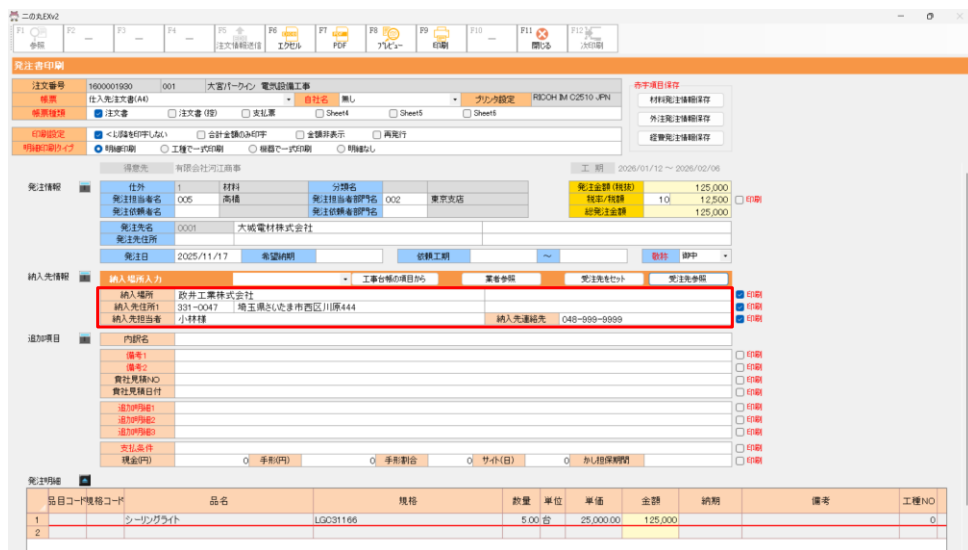 二の丸EXv2
F1 参照 F2 F3 F4 F5 注文情報送信 F6 エクセル F7 PDF F8 プレビュー F9 印刷 F10 F11 閉じる F12 次印刷
発注書印刷
注文番号 1600001930 001 大宮パークイン 電気設備工事 赤字項目保存
帳票 仕入先注文書(A4) 自社名 無し プリンタ設定 RICOH IM C2510 JPN 材料発注情報保存
帳票種類 注文書 注文書(控) 支払票 Sheet4 Sheet5 Sheet6 外注発注情報保存
印刷設定 <以降を印字しない 合計金額のみ印字 金額非表示 再発行 経費発注情報保存
明細印刷タイプ 明細印刷 工種で一式印刷 機器で一式印刷 明細なし
得意先 有限会社河江商事 工 期 2026/01/12 ～ 2026/02/06
発注情報 仕外 1 材料 分類名 発注金額(税抜) 125,000
発注担当者名 005 高橋 発注担当者部門名 002 東京支店 税率/税額 10 12,500 印刷
発注依頼者名 発注依頼者部門名 総発注金額 125,000
発注先名 0001 大城電材株式会社
発注先住所
発注日 2025/11/17 希望納期 依頼工期 ～ 敬称 御中
納入先情報 納入場所入力 工事台帳の項目から 業者参照 受注先をセット 受注先参照
納入場所 政井工業株式会社 印刷
納入先住所1 331-0047 埼玉県さいたま市西区川原444 印刷
納入先担当者 小林様 納入先連絡先 048-999-9999 印刷
追加項目 内訳名
備考1 印刷
備考2 印刷
貴社見積NO 印刷
貴社見積日付 印刷
追加明細1 印刷
追加明細2 印刷
追加明細3 印刷
支払条件 印刷
現金(円) 0 手形(円) 0 手形割合 0 サイト(日) 0 かし担保期間 印刷
発注明細
品目コード 規格コード 品名 規格 数量 単位 単価 金額 納期 備考 工種NO
1 シーリングライト LGC31166 5.00 台 25,000.00 125,000 0
2